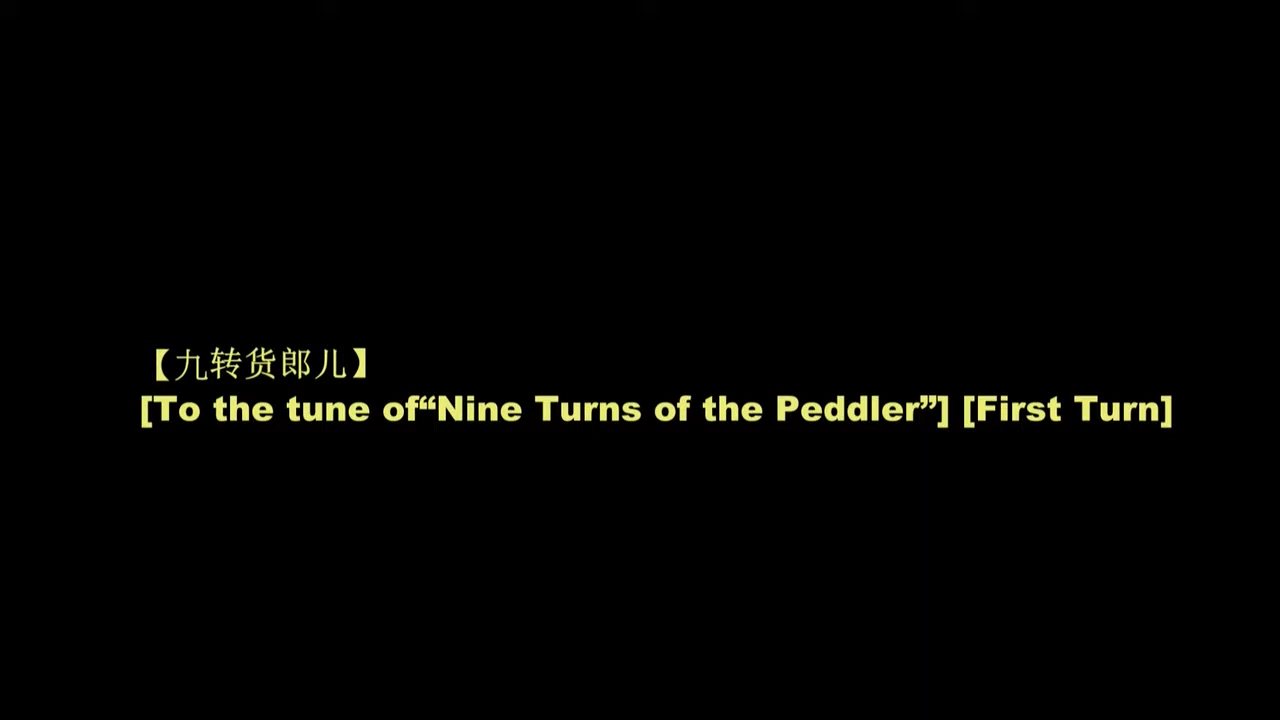 【九转货郎儿】
[To the tune of“Nine Turns of the Peddler”] [First Turn]